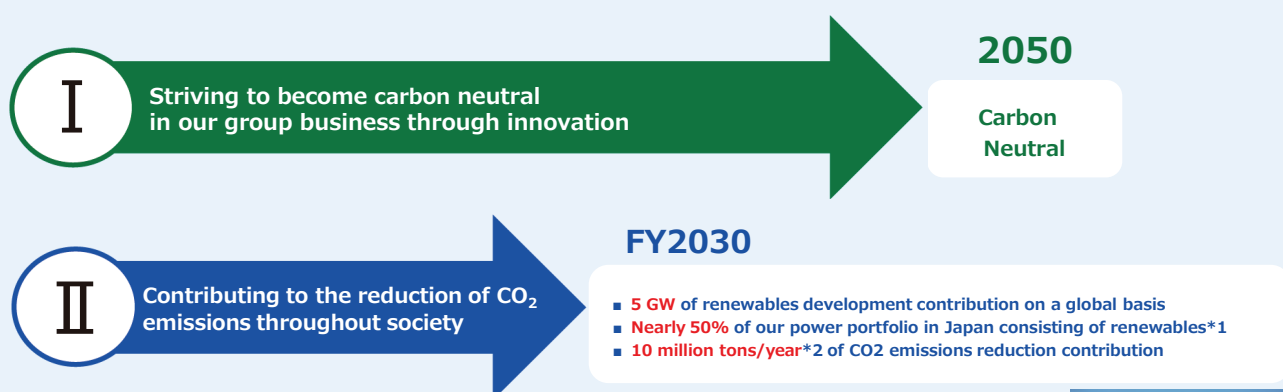 I
Striving to become carbon neutral
in our group business through innovation
2050
Carbon
Neutral
II
Contributing to the reduction of CO₂
emissions throughout society
FY2030
■ 5 GW of renewables development contribution on a global basis
■ Nearly 50% of our power portfolio in Japan consisting of renewables*1
■ 10 million tons/year*2 of CO2 emissions reduction contribution